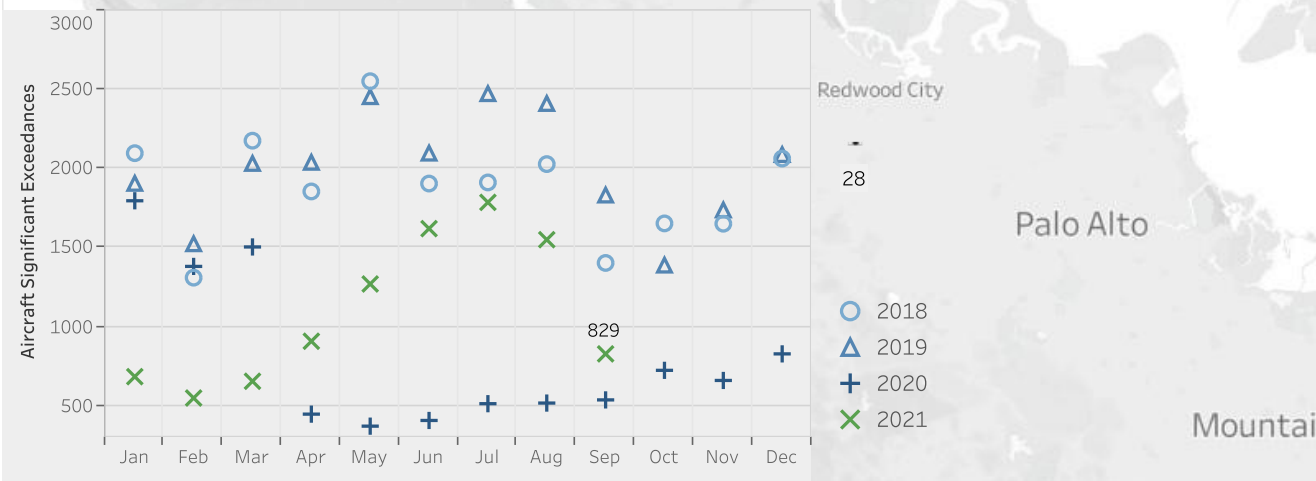 Aircraft Significant Exceedances
3000
2500
2000
1500
1000
500
829
Jan Feb Mar Apr May Jun Jul Aug Sep Oct Nov Dec
Redwood City
28
Palo Alto
2018
2019
2020
2021
Mountai